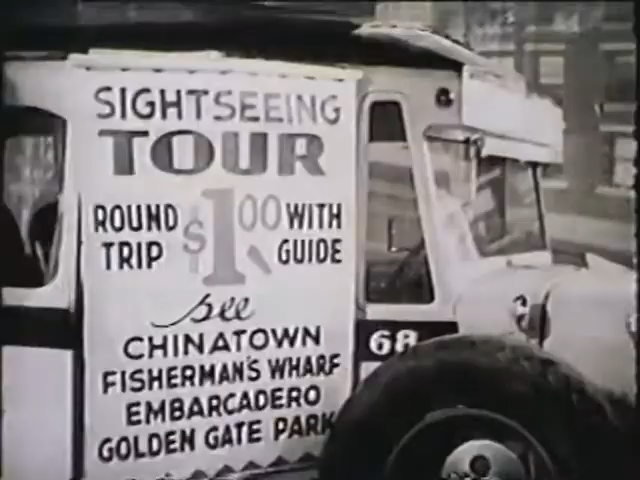 SIGHTSEEING
TOUR
ROUND TRIP $1.00 WITH GUIDE
see
CHINATOWN
FISHERMAN'S WHARF
EMBARCADERO
GOLDEN GATE PARK
68